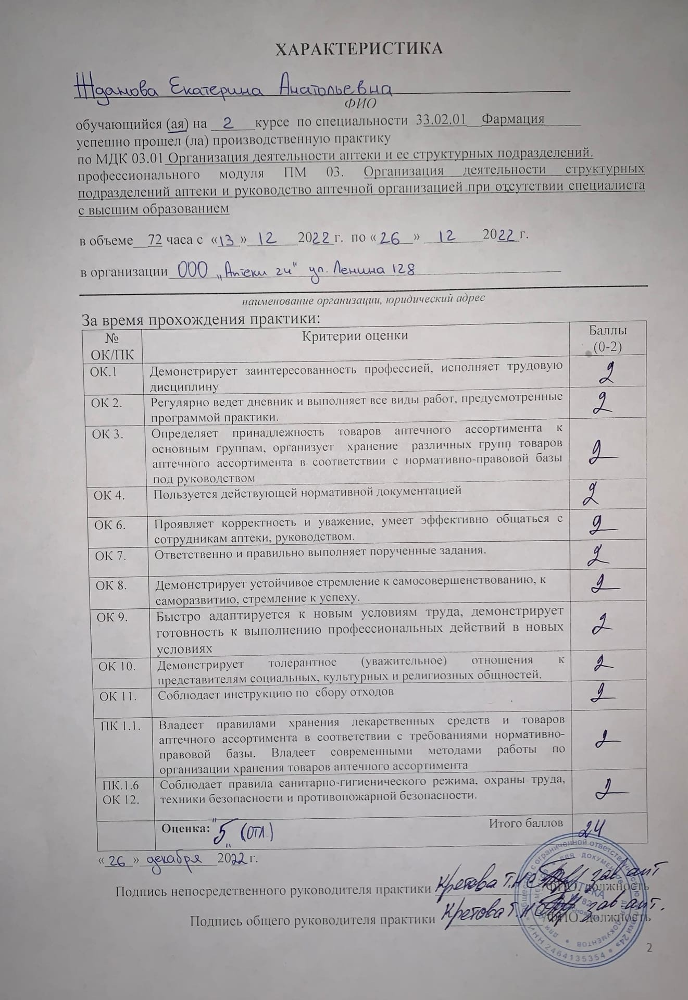 ХАРАКТЕРИСТИКА
Жданова Екатерина Анатольевна
ФИО
обучающийся (ая) на 2 курсе по специальности 33.02.01 Фармация
успешно прошел (ла) производственную практику
по МДК 03.01 Организация деятельности аптеки и ее структурных подразделений.
профессионального модуля ПМ 03. Организация деятельности структурных
подразделений аптеки и руководство аптечной организацией при отсутствии специалиста
с высшим образованием
в объеме 72 часа с «13» 12 2022 г. по «26» 12 2022 г.
в организации ООО „Аптеки 24" ул. Ленина 128
наименование организации, юридический адрес
За время прохождения практики:
№ ОК/ПК Критерии оценки Баллы (0-2)
ОК.1 Демонстрирует заинтересованность профессией, исполняет трудовую 2
дисциплину
ОК 2. Регулярно ведет дневник и выполняет все виды работ, предусмотренные 2
программой практики.
ОК 3. Определяет принадлежность товаров аптечного ассортимента к
основным группам, организует хранение различных групп товаров 2
аптечного ассортимента в соответствии с нормативно-правовой базы
под руководством
ОК 4. Пользуется действующей нормативной документацией 2
ОК 6. Проявляет корректность и уважение, умеет эффективно общаться с 2
сотрудникам аптеки, руководством.
ОК 7. Ответственно и правильно выполняет порученные задания. 2
ОК 8. Демонстрирует устойчивое стремление к самосовершенствованию, к 2
саморазвитию, стремление к успеху.
ОК 9. Быстро адаптируется к новым условиям труда, демонстрирует
готовность к выполнению профессиональных действий в новых 2
условиях
ОК 10. Демонстрирует толерантное (уважительное) отношения к 2
представителям социальных, культурных и религиозных общностей.
ОК 11. Соблюдает инструкцию по сбору отходов 2
ПК 1.1. Владеет правилами хранения лекарственных средств и товаров
аптечного ассортимента в соответствии с требованиями нормативно- 2
правовой базы. Владеет современными методами работы по
организации хранения товаров аптечного ассортимента
ПК.1.6 Соблюдает правила санитарно-гигиенического режима, охраны труда, 2
ОК 12. техники безопасности и противопожарной безопасности.
Оценка: "5„ (отл.) Итого баллов 24
«26» декабря 2022 г.
Подпись непосредственного руководителя практики Кретова Т.Н зав апт /ФИО, должность
Подпись общего руководителя практики Кретова Т.Н зав. апт. /ФИО. должность
с ограниченной ответственностью
ДЛЯ ДОКУМЕНТОВ
АПТЕКА
ИНН 2464135354
2